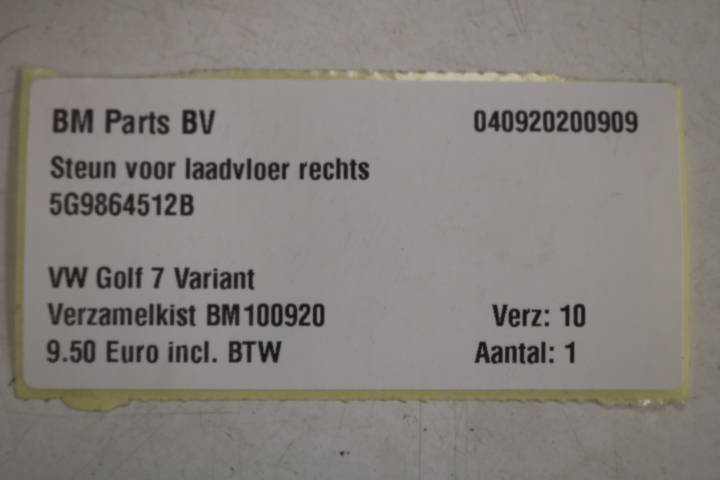 BM Parts BV 040920200909
Steun voor laadvloer rechts
5G9864512B
VW Golf 7 Variant
Verzamelkist BM100920 Verz: 10
9.50 Euro incl. BTW Aantal: 1